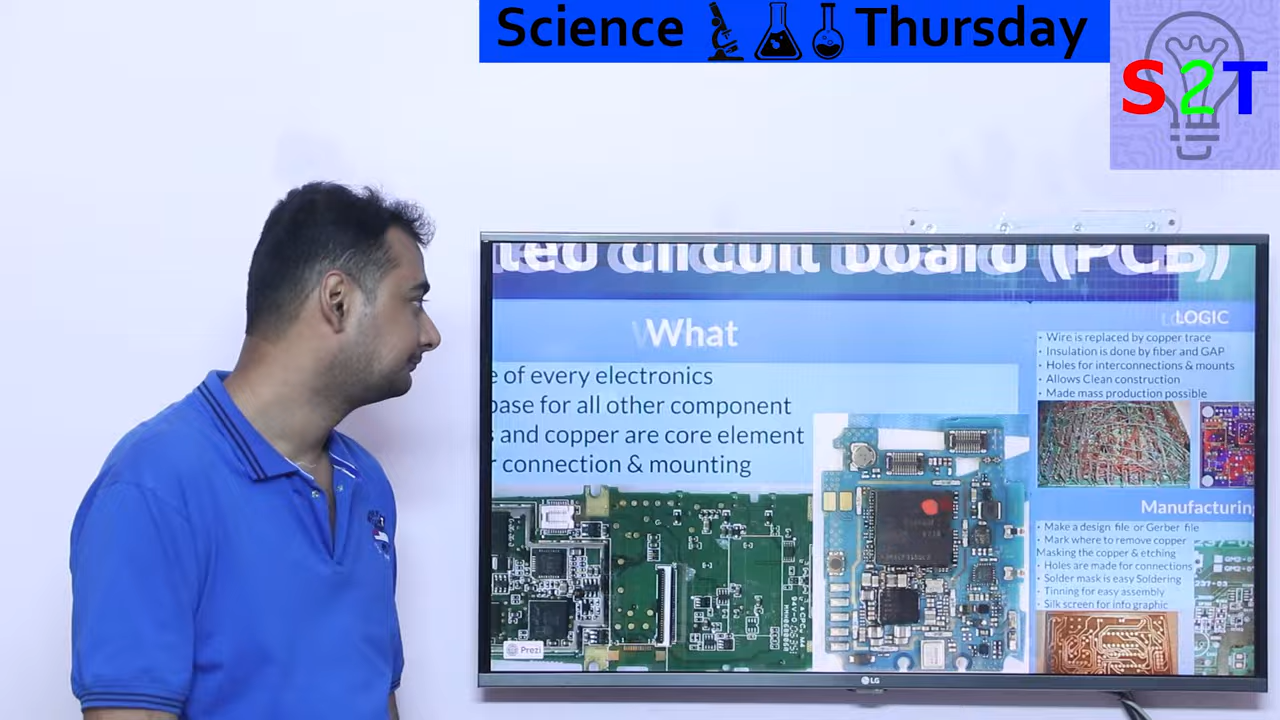 Science Thursday
S2T
ted circuit board (PCB)
What
e of every electronics
base for all other component
s and copper are core element
r connection & mounting
Prezi
LOGIC
• Wire is replaced by copper trace
• Insulation is done by fiber and GAP
• Holes for interconnections & mounts
• Allows Clean construction
• Made mass production possible
Manufacturing
• Make a design file or Gerber file
• Mark where to remove copper
Masking the copper & etching
• Holes are made for connections
• Solder mask is easy Soldering
• Tinning for easy assembly
• Silk screen for info graphic
LG